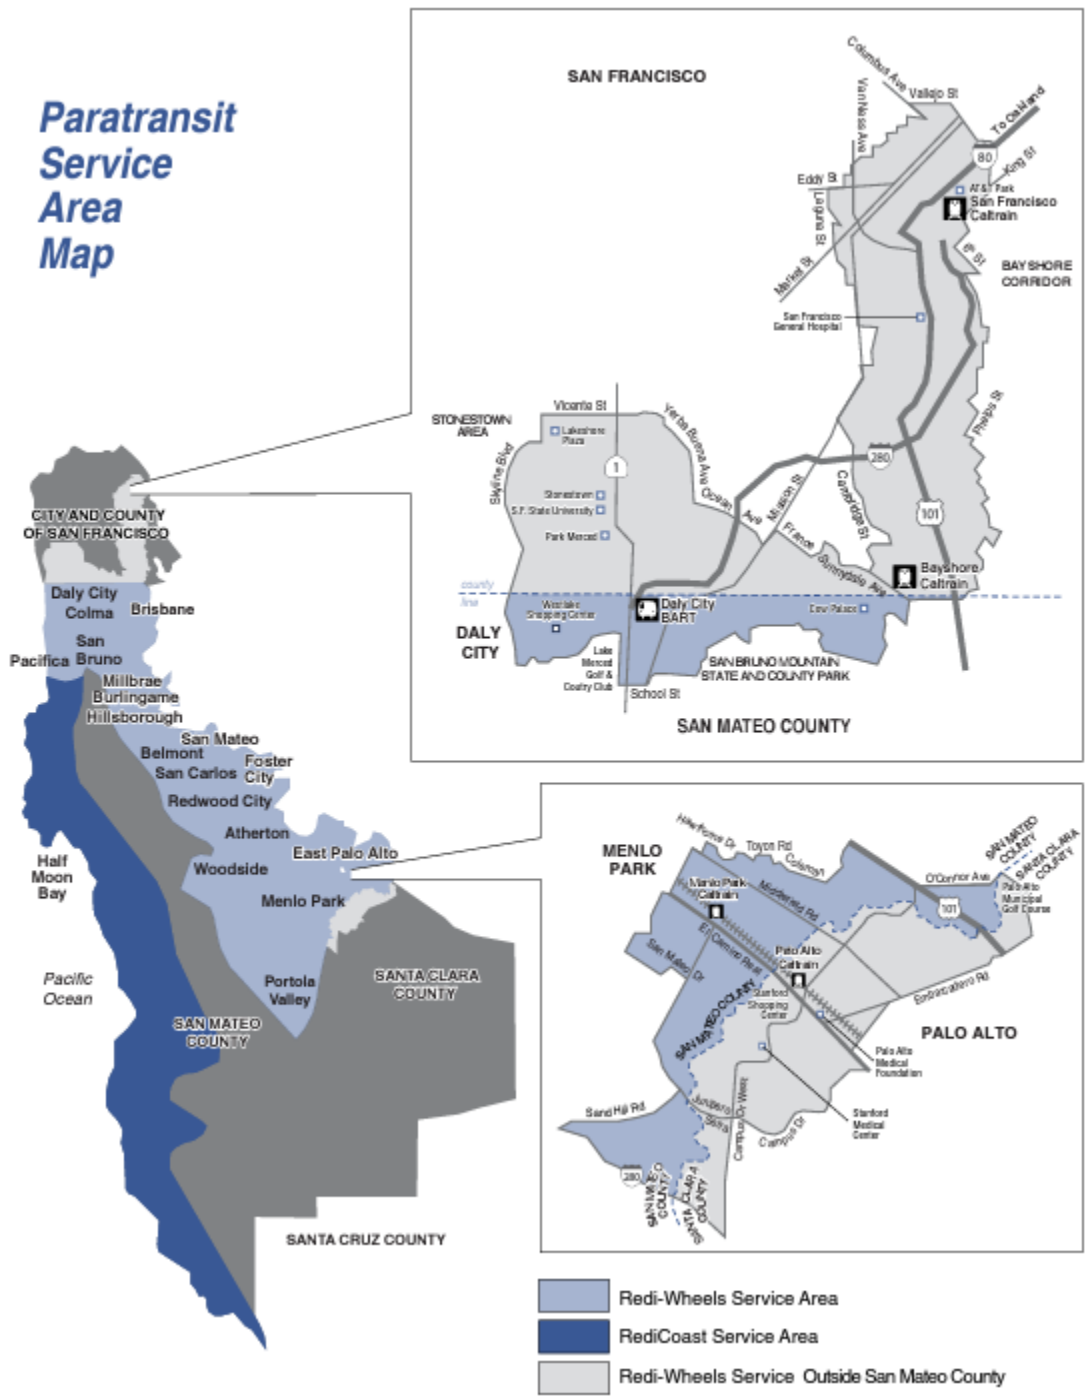 Paratransit
Service
Area
Map
SAN FRANCISCO
Columbus Ave
Vallejo St
Van Ness Ave
To Oakland
80
King St
Eddy St
AT&T Park
San Francisco
Caltrain
Laguna St
Market St
6th St
BAYSHORE
CORRIDOR
San Francisco
General Hospital
Phelps St
STONESTOWN
AREA
Vicente St
Lakeshore
Plaza
Yerba Buena Ave
Skyline Blvd
1
280
Ocean Ave
Mission St
Cambridge St
Stonestown
S.F. State University
Park Merced
101
France
Sunnydale Ave
Bayshore
Caltrain
county
line
Westlake
Shopping Center
Daly City
BART
Cow Palace
DALY
CITY
Lake
Merced
Golf &
Coutry Club
SAN BRUNO MOUNTAIN
STATE AND COUNTY PARK
School St
SAN MATEO COUNTY
CITY AND COUNTY
OF SAN FRANCISCO
Daly City
Colma
Brisbane
San
Bruno
Pacifica
Millbrae
Burlingame
Hillsborough
San Mateo
Belmont
Foster
City
San Carlos
Redwood City
Atherton
East Palo Alto
Woodside
Half
Moon
Bay
Menlo Park
Pacific
Ocean
Portola
Valley
SANTA CLARA
COUNTY
SAN MATEO
COUNTY
SANTA CRUZ COUNTY
MENLO
PARK
Toyon Rd
Coleman
SAN MATEO
COUNTY
SANTA CLARA
COUNTY
O'Connor Ave
Menlo Park
Caltrain
Middlefield Rd
101
Palo Alto
Municipal
Golf Course
El Camino Real
San Mateo Dr
Palo Alto
Caltrain
Embarcadero Rd
SAN MATEO COUNTY
Stanford
Shopping
Center
PALO ALTO
Palo Alto
Medical
Foundation
Sand Hill Rd
Junipero
Serra
Campus Dr West
Campus Dr
Stanford
Medical
Center
280
SAN MATEO
COUNTY
SANTA CLARA
COUNTY
Redi-Wheels Service Area
RediCoast Service Area
Redi-Wheels Service Outside San Mateo County